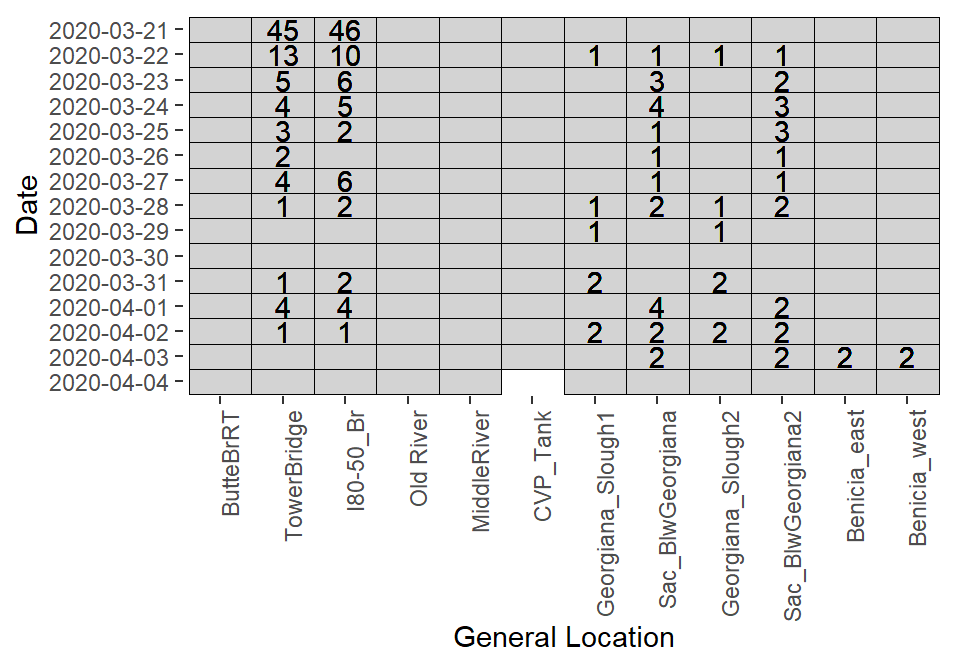 2020-03-21 45 46
2020-03-22 13 10 1 1 1 1
2020-03-23 5 6 3 2
2020-03-24 4 5 4 3
2020-03-25 3 2 1 3
2020-03-26 2 1 1
2020-03-27 4 6 1 1
2020-03-28 1 2 1 2 1 2
2020-03-29 1 1
2020-03-30
2020-03-31 1 2 2 2
2020-04-01 4 4 4 2
2020-04-02 1 1 2 2 2 2
2020-04-03 2 2 2 2
2020-04-04
Date
ButteBrRT
TowerBridge
I80-50_Br
Old River
MiddleRiver
CVP_Tank
Georgiana_Slough1
Sac_BlwGeorgiana
Georgiana_Slough2
Sac_BlwGeorgiana2
Benicia_east
Benicia_west
General Location